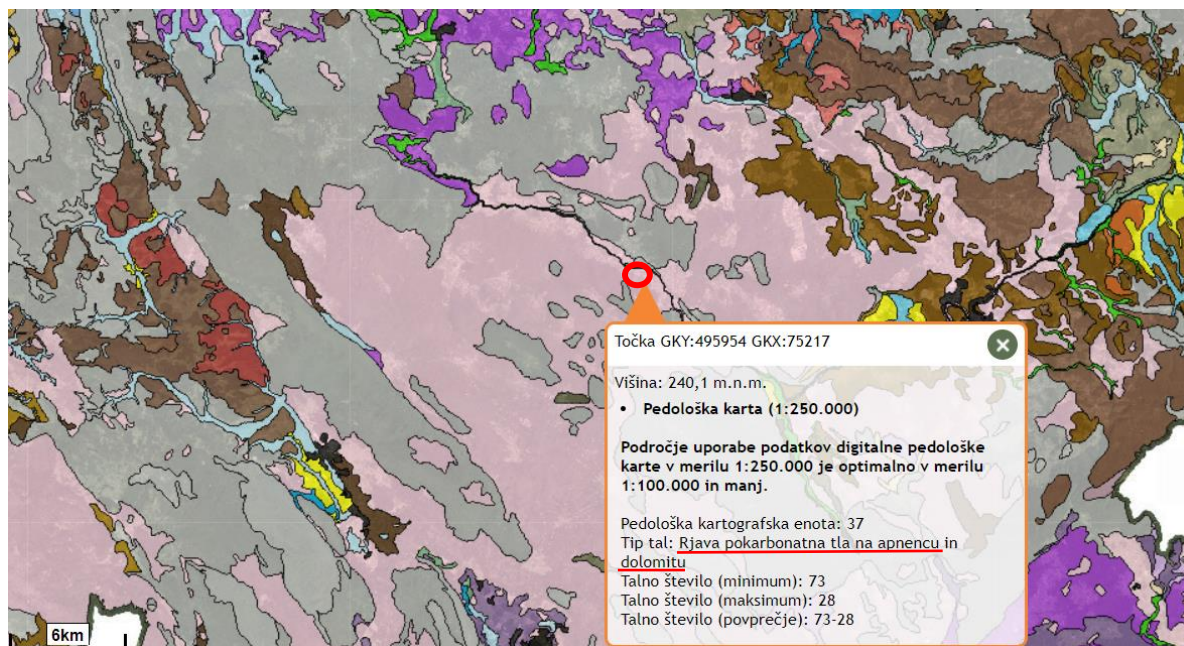 Točka GKY:495954 GKX:75217
Višina: 240,1 m.n.m.
• Pedološka karta (1:250.000)
Področje uporabe podatkov digitalne pedološke
karte v merilu 1:250.000 je optimalno v merilu
1:100.000 in manj.
Pedološka kartografska enota: 37
Tip tal: Rjava pokarbonatna tla na apnencu in
dolomitu
Talno število (minimum): 73
Talno število (maksimum): 28
Talno število (povprečje): 73-28
6km